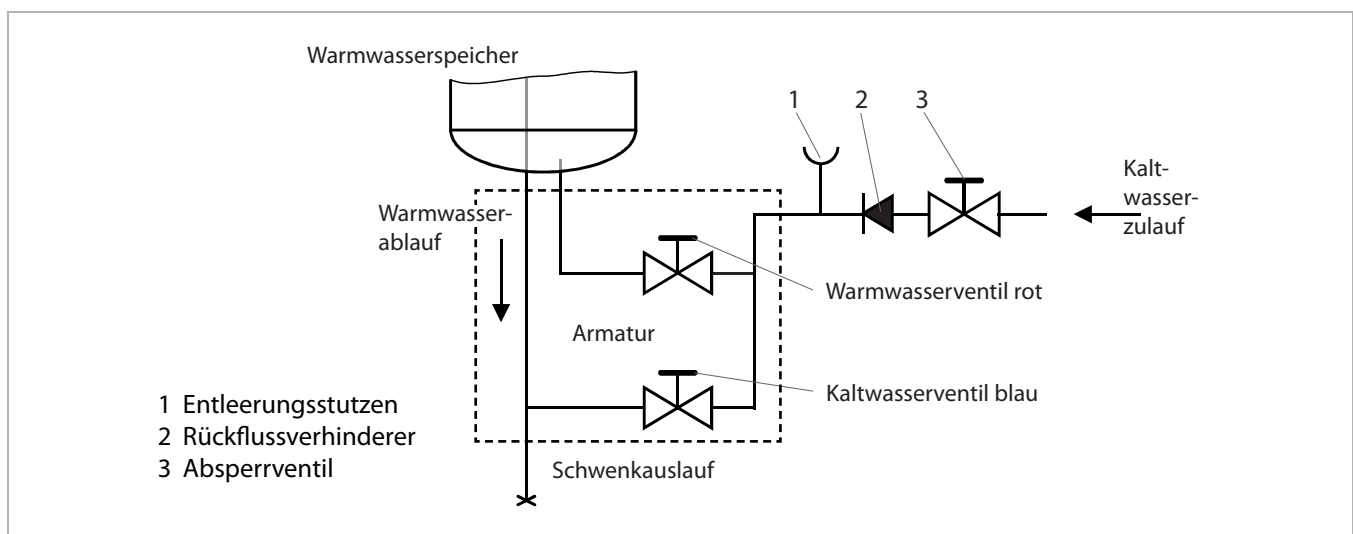 Warmwasserspeicher
1 2 3
Kalt-
wasser-
zulauf
Warmwasser-
ablauf
Warmwasserventil rot
Armatur
Kaltwasserventil blau
1 Entleerungsstutzen
2 Rückflussverhinderer
3 Absperrventil
Schwenkauslauf